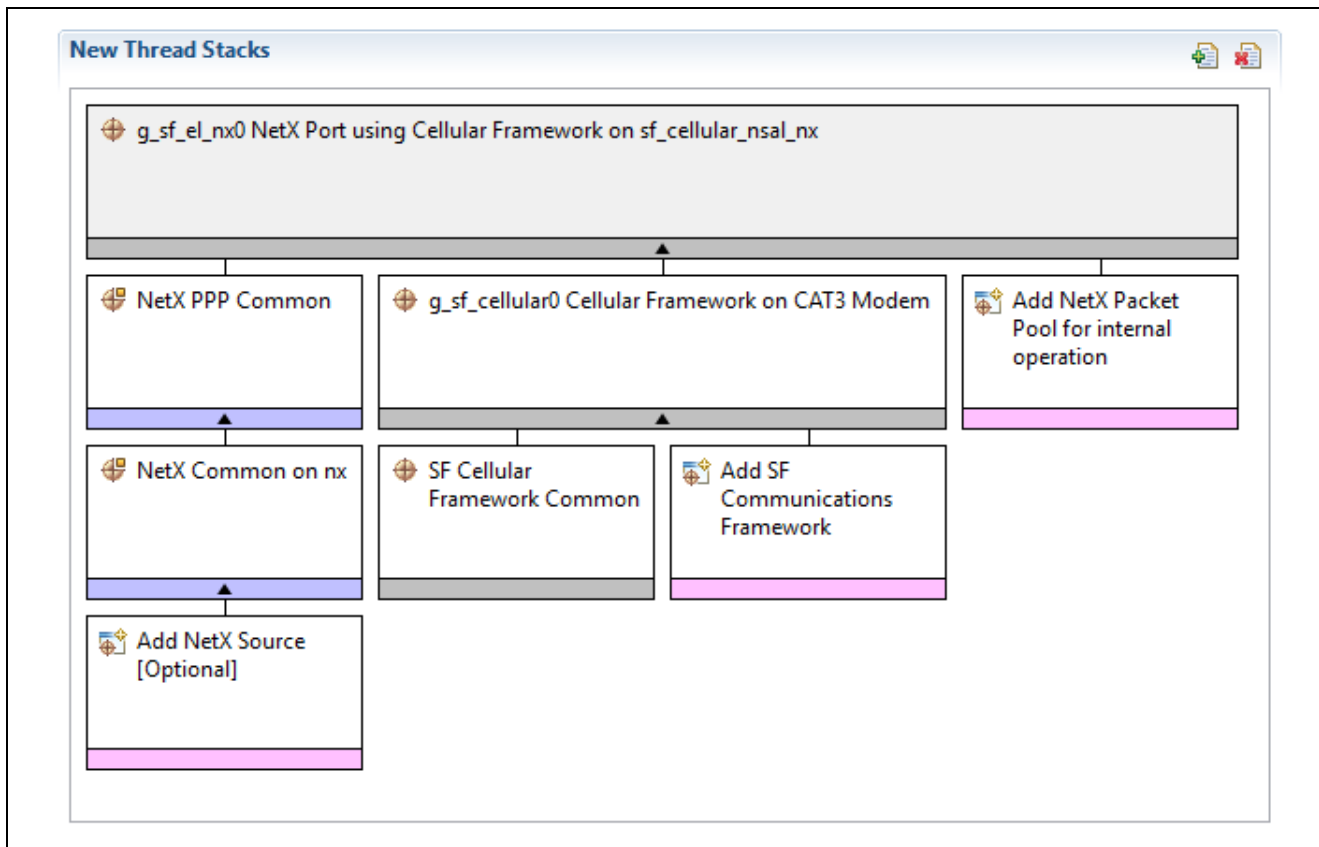 New Thread Stacks
g_sf_el_nx0 NetX Port using Cellular Framework on sf_cellular_nsal_nx
NetX PPP Common
g_sf_cellular0 Cellular Framework on CAT3 Modem
Add NetX Packet
Pool for internal
operation
NetX Common on nx
SF Cellular
Framework Common
Add SF
Communications
Framework
Add NetX Source
[Optional]